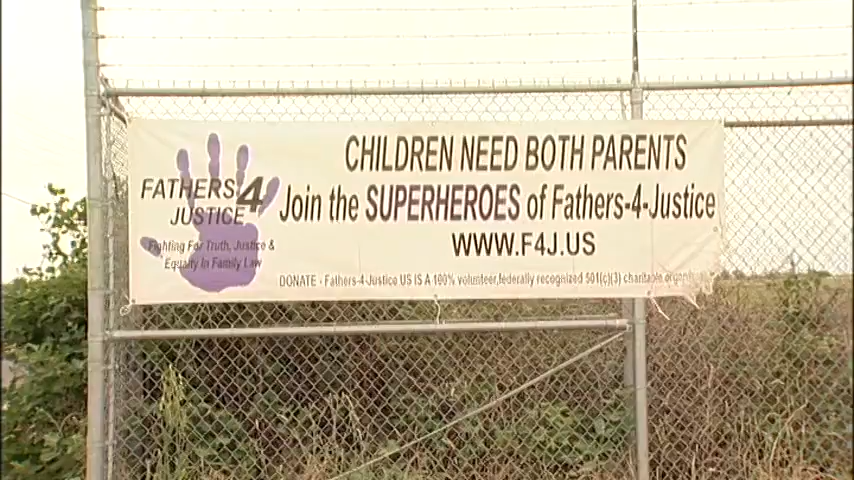 FATHERS 4
JUSTICE
Fighting For Truth, Justice &
Equality in Family Law
CHILDREN NEED BOTH PARENTS
Join the SUPERHEROES of Fathers-4-Justice
WWW.F4J.US
DONATE - Fathers-4-Justice US IS A 100% volunteer, federally recognized 501(c)(3) charitable